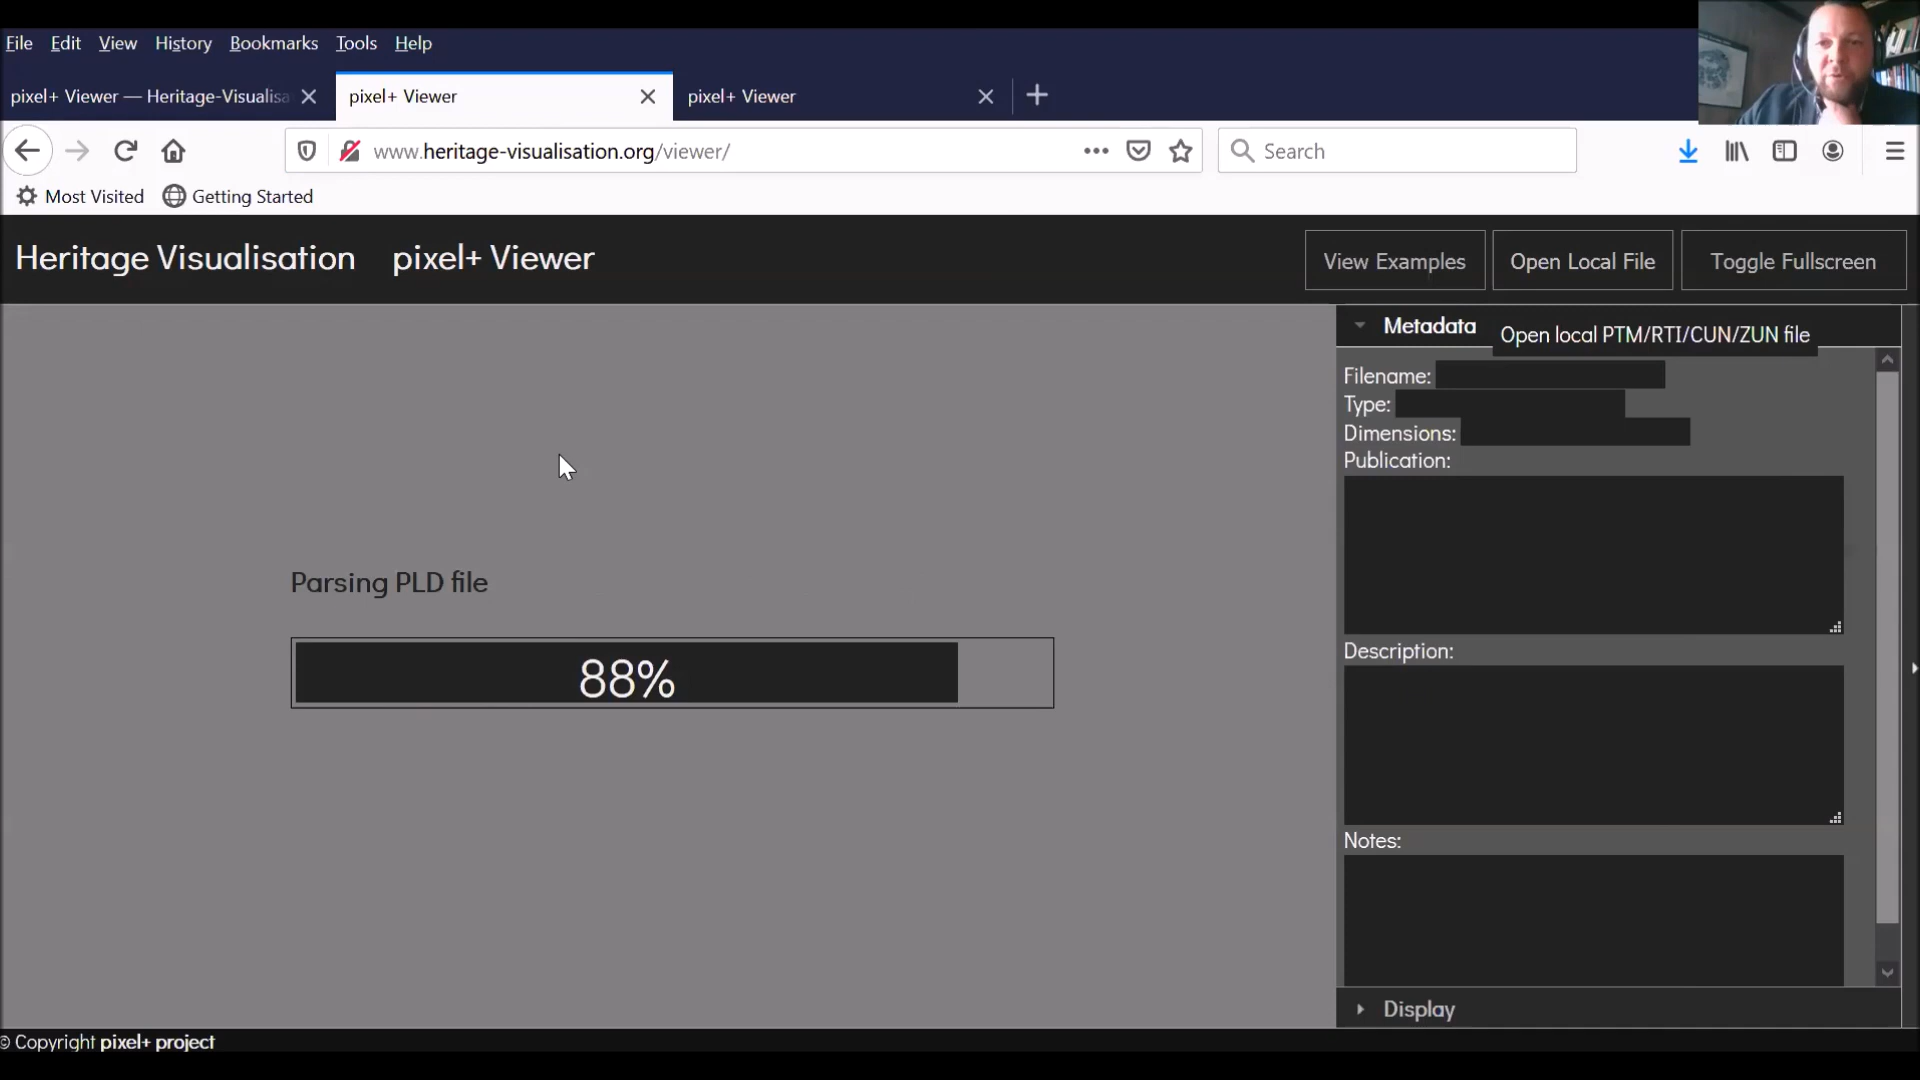 File Edit View History Bookmarks Tools Help
pixel+ Viewer — Heritage-Visualisa
pixel+ Viewer
pixel+ Viewer
www.heritage-visualisation.org/viewer/
Search
Most Visited
Getting Started
Heritage Visualisation
pixel+ Viewer
View Examples
Open Local File
Toggle Fullscreen
Metadata
Open local PTM/RTI/CUN/ZUN file
Filename:
Type:
Dimensions:
Publication:
Parsing PLD file
88%
Description:
Notes:
Display
© Copyright pixel+ project